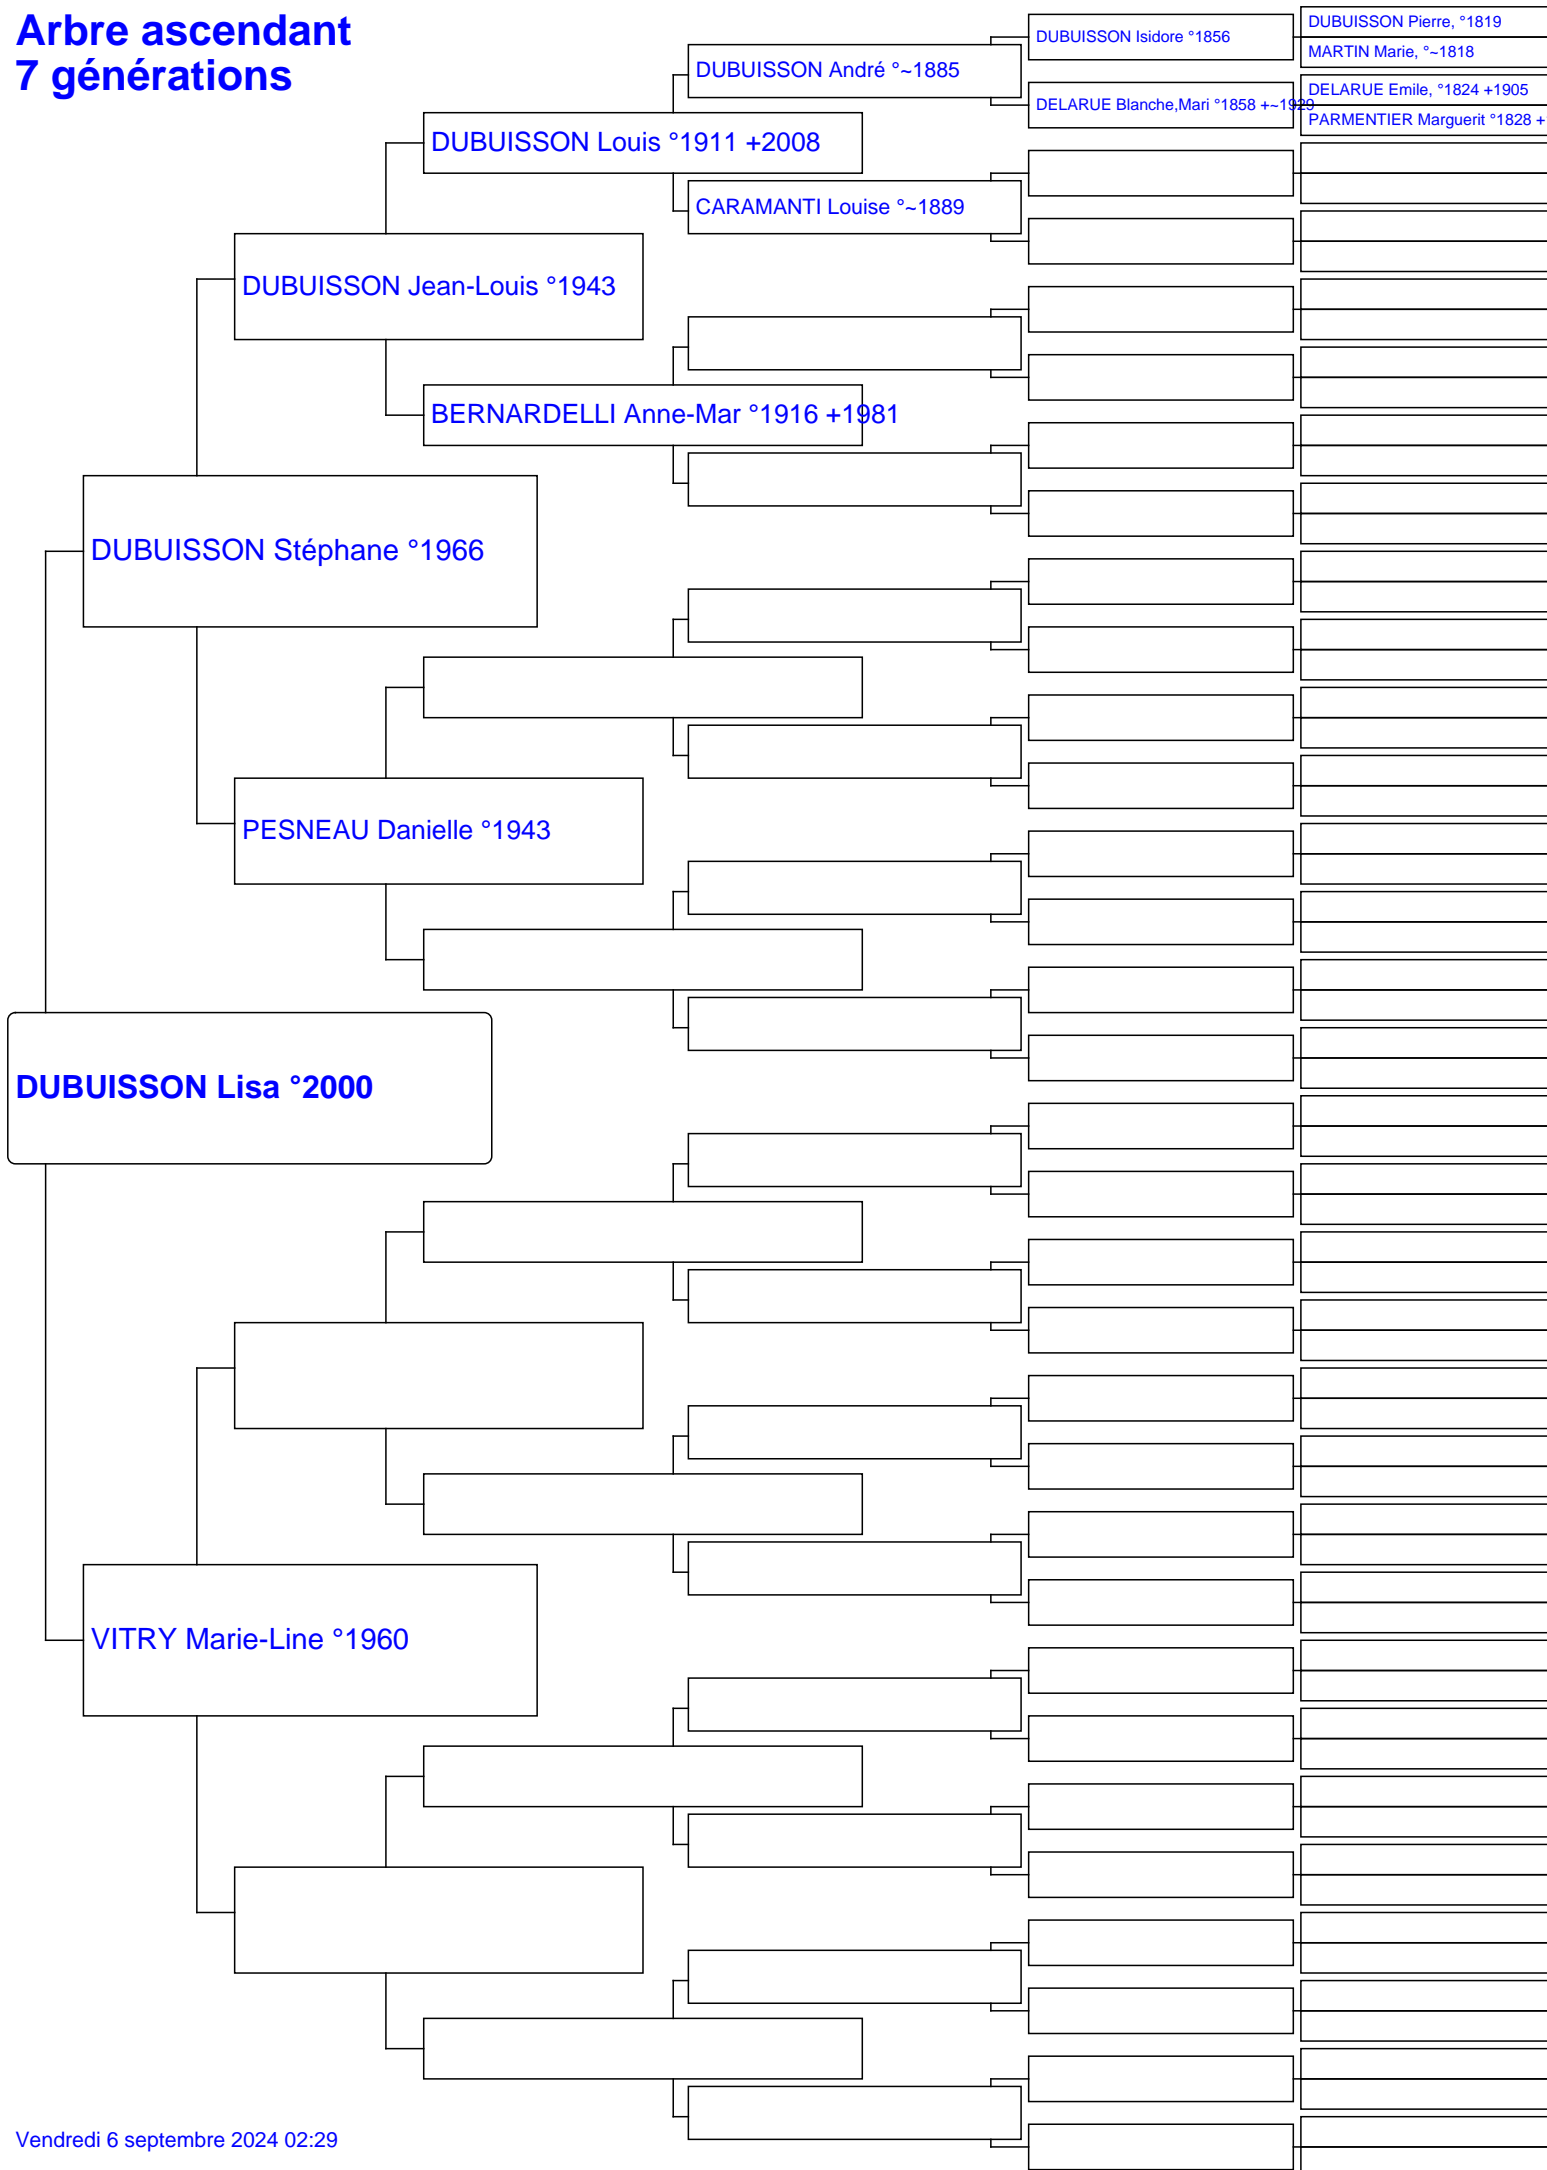 Arbre ascendant
7 générations
DUBUISSON Pierre, °1819
DUBUISSON Isidore °1856
MARTIN Marie, °~1818
DUBUISSON André °~1885
DELARUE Emile, °1824 +1905
DELARUE Blanche,Mari °1858 +~1929
PARMENTIER Marguerit °1828 +
DUBUISSON Louis °1911 +2008
CARAMANTI Louise °~1889
DUBUISSON Jean-Louis °1943
BERNARDELLI Anne-Mar °1916 +1981
DUBUISSON Stéphane °1966
PESNEAU Danielle °1943
DUBUISSON Lisa °2000
VITRY Marie-Line °1960
Vendredi 6 septembre 2024 02:29